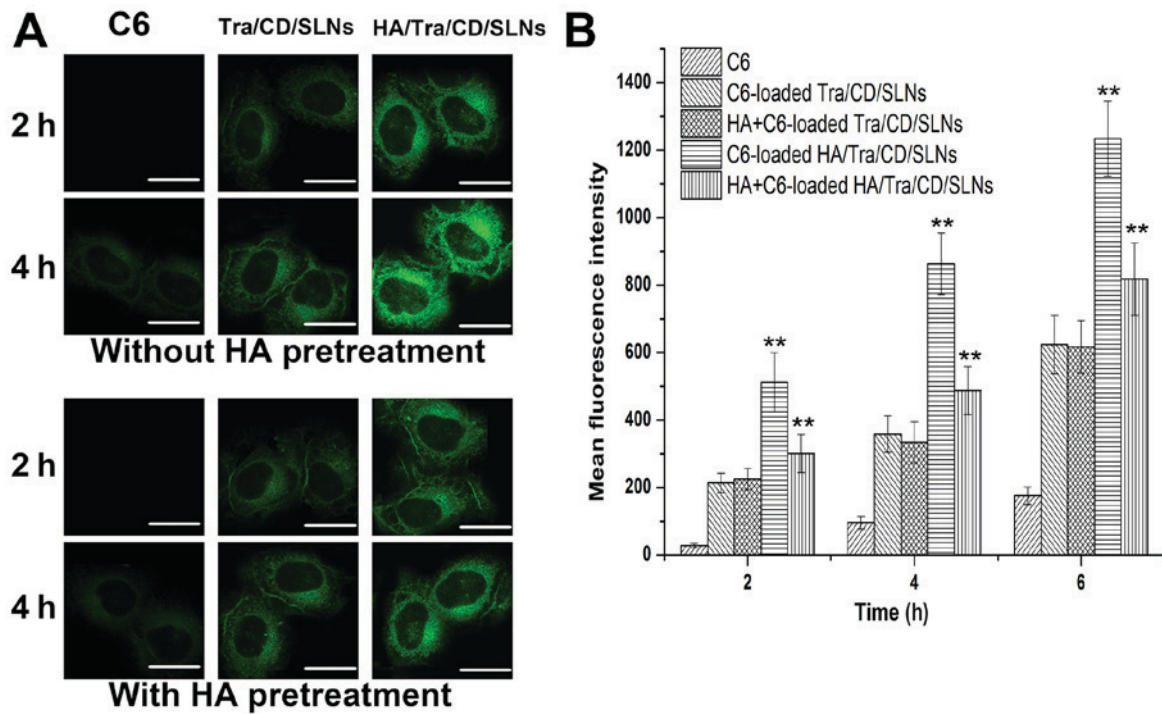 A
C6
Tra/CD/SLNs
HA/Tra/CD/SLNs
2 h
4 h
Without HA pretreatment
2 h
4 h
With HA pretreatment
B
C6
C6-loaded Tra/CD/SLNs
HA+C6-loaded Tra/CD/SLNs
C6-loaded HA/Tra/CD/SLNs
HA+C6-loaded HA/Tra/CD/SLNs
Mean fluorescence intensity
1400
1200
1000
800
600
400
200
0
**
**
**
**
**
**
2
4
6
Time (h)